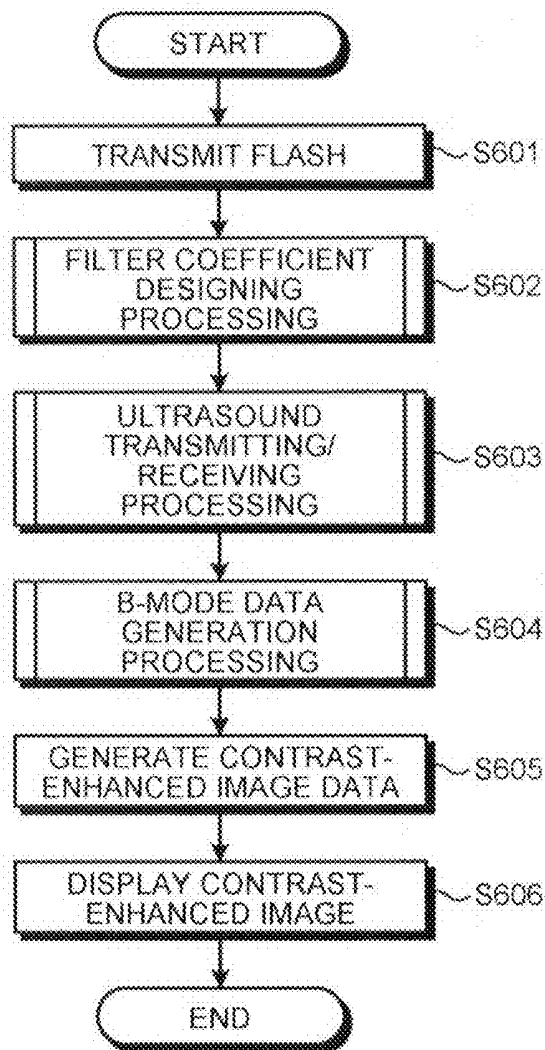 START
TRANSMIT FLASH
S601
FILTER COEFFICIENT
DESIGNING
PROCESSING
S602
ULTRASOUND
TRANSMITTING/
RECEIVING
PROCESSING
S603
B-MODE DATA
GENERATION
PROCESSING
S604
GENERATE CONTRAST-
ENHANCED IMAGE DATA
S605
DISPLAY CONTRAST-
ENHANCED IMAGE
S606
END